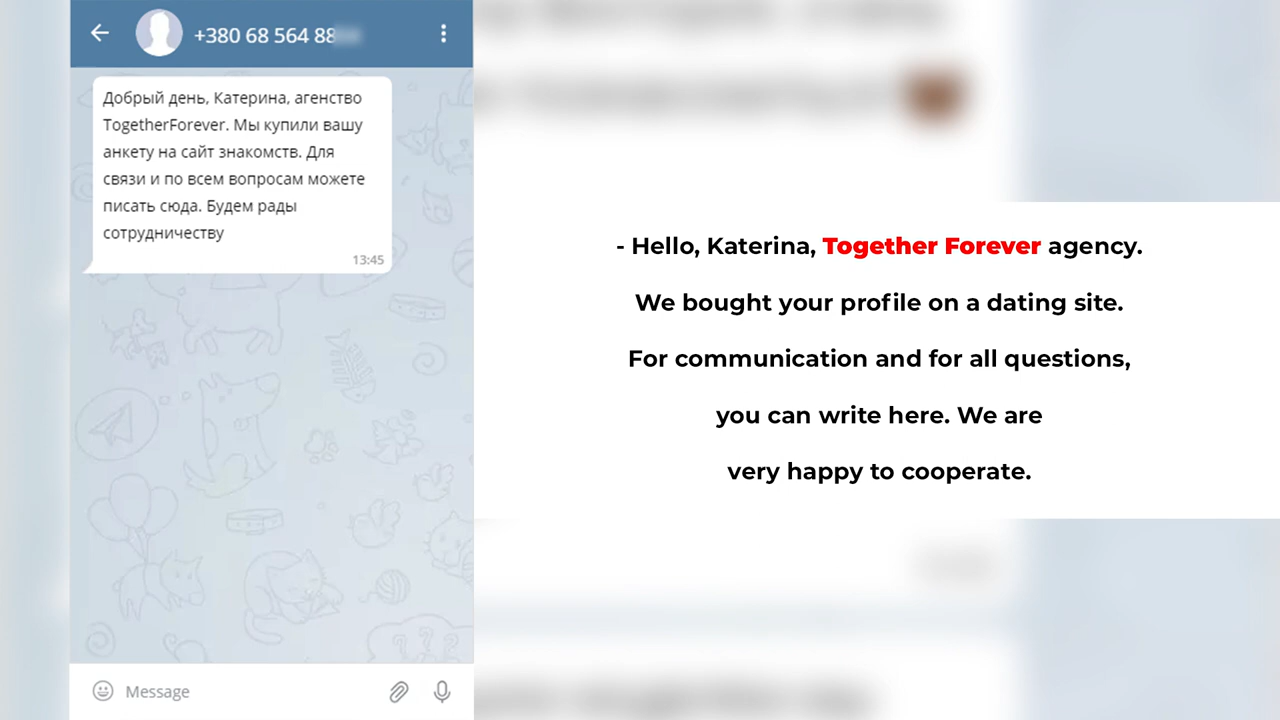 +380 68 564 88
Добрый день, Катерина, агенство
TogetherForever. Мы купили вашу
анкету на сайт знакомств. Для
связи и по всем вопросам можете
писать сюда. Будем рады
сотрудничеству
13:45
Message
- Hello, Katerina, Together Forever agency.
We bought your profile on a dating site.
For communication and for all questions,
you can write here. We are
very happy to cooperate.